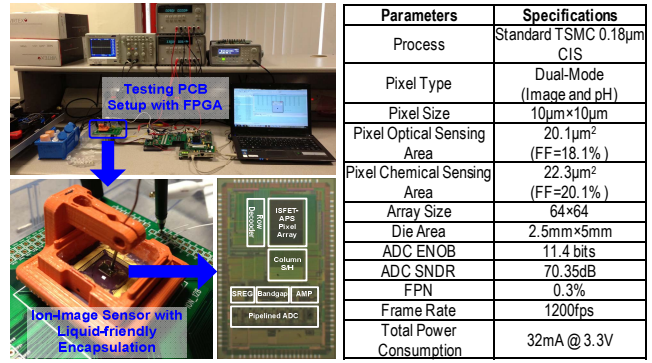 Testing PCB
Setup with FPGA
Ion-Image Sensor with
Liquid-friendly
Encapsulation
Row
Decoder
ISFET-
APS
Pixel
Array
Column
S/H
SREG Bandgap AMP
Pipelined ADC
Parameters Specifications
Process Standard TSMC 0.18μm
CIS
Pixel Type Dual-Mode
(Image and pH)
Pixel Size 10μm×10μm
Pixel Optical Sensing
Area 20.1μm²
(FF=18.1% )
Pixel Chemical Sensing
Area 22.3μm²
(FF=20.1% )
Array Size 64×64
Die Area 2.5mm×5mm
ADC ENOB 11.4 bits
ADC SNDR 70.35dB
FPN 0.3%
Frame Rate 1200fps
Total Power
Consumption 32mA @ 3.3V